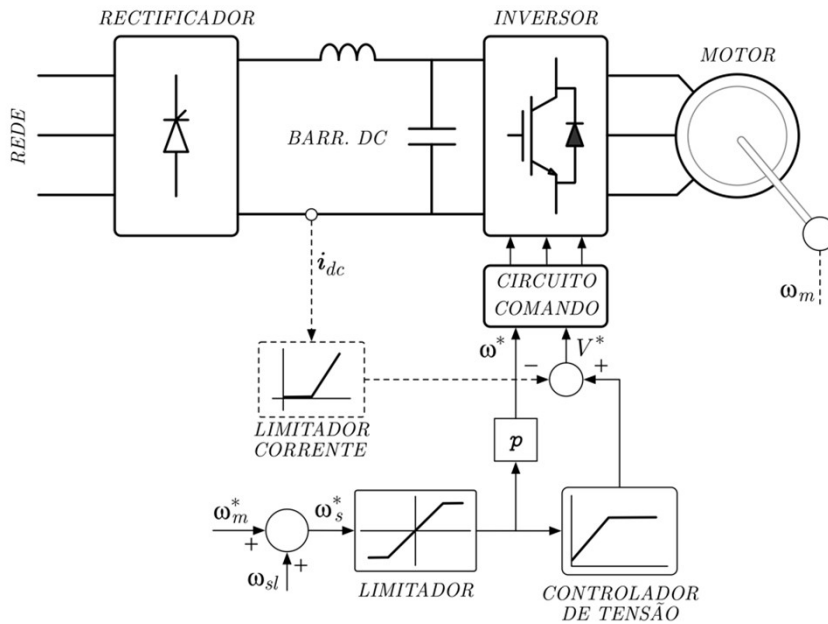 RECTIFICADOR
INVERSOR
MOTOR
REDE
BARR. DC
i_dc
ω_m
CIRCUITO
COMANDO
ω*
V*
−
+
LIMITADOR
CORRENTE
p
ω*_m
+
ω*_s
ω_sl
+
LIMITADOR
CONTROLADOR
DE TENSÃO